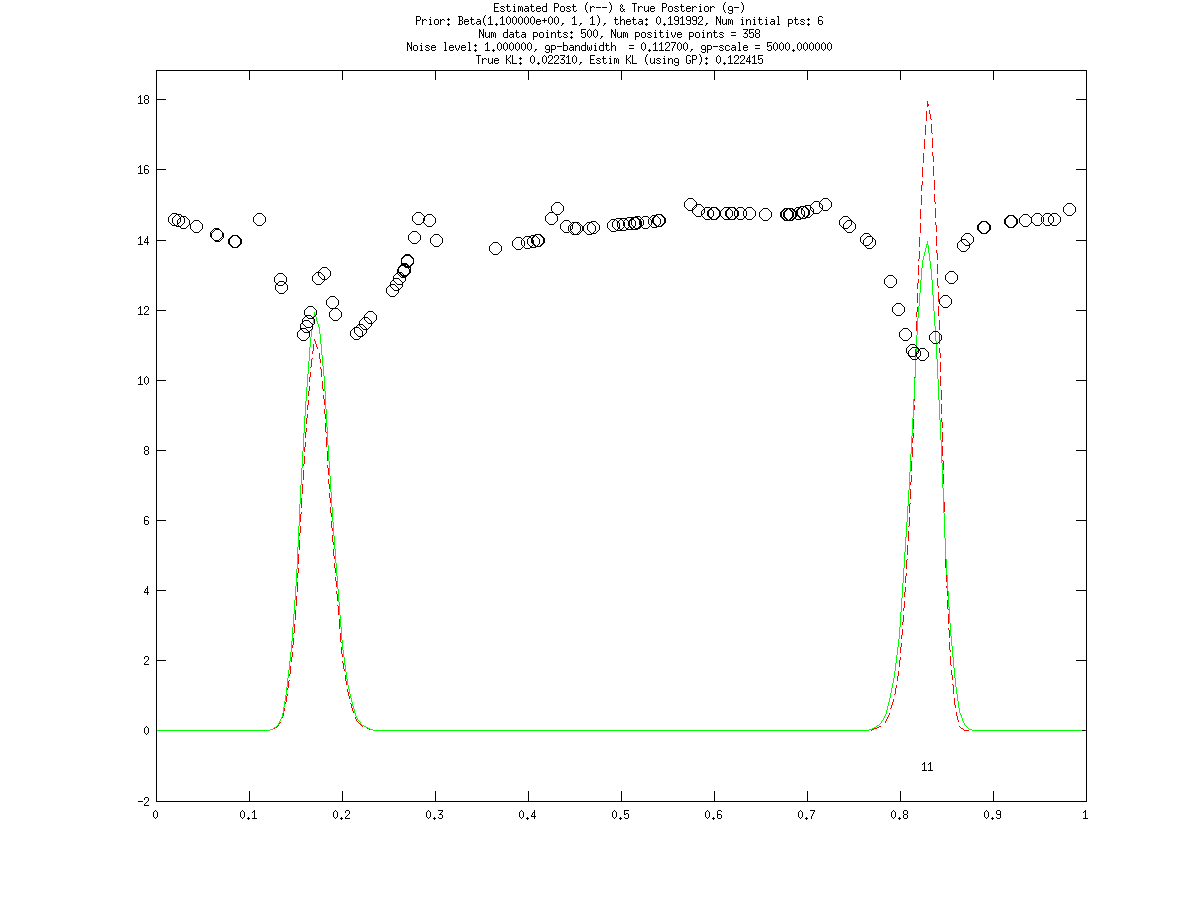 Estimated Post (r--) & True Posterior (g-)
Prior: Beta(1.100000e+00, 1, 1), theta: 0.191992, Num initial pts: 6
Num data points: 500, Num positive points = 358
Noise level: 1.000000, gp-bandwidth  = 0.112700, gp-scale = 5000.000000
True KL: 0.022310, Estim KL (using GP): 0.122415
18
16
14
12
10
8
6
4
2
0
-2
11
0 0.1 0.2 0.3 0.4 0.5 0.6 0.7 0.8 0.9 1